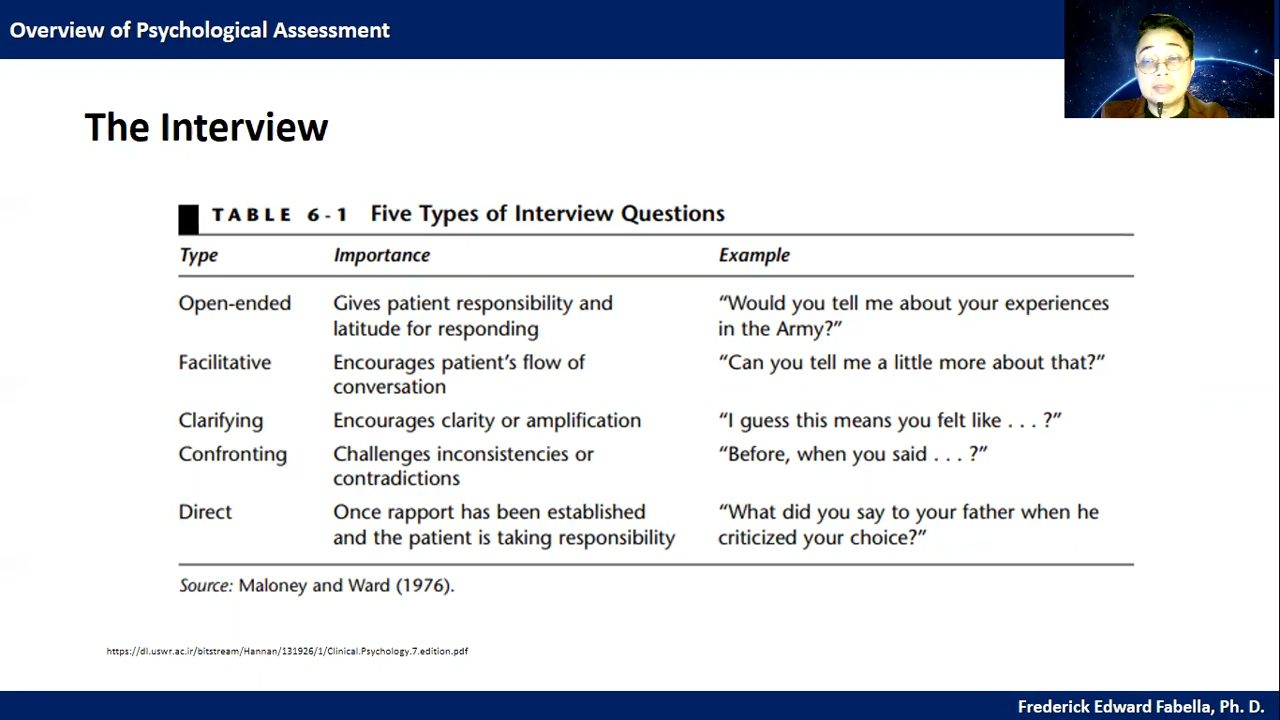 Overview of Psychological Assessment
The Interview
TABLE 6-1 Five Types of Interview Questions
Type Importance Example
Open-ended Gives patient responsibility and “Would you tell me about your experiences
latitude for responding in the Army?”
Facilitative Encourages patient’s flow of “Can you tell me a little more about that?”
conversation
Clarifying Encourages clarity or amplification “I guess this means you felt like . . . ?”
Confronting Challenges inconsistencies or “Before, when you said . . . ?”
contradictions
Direct Once rapport has been established “What did you say to your father when he
and the patient is taking responsibility criticized your choice?”
Source: Maloney and Ward (1976).
https://dl.uswr.ac.ir/bitstream/Hannan/131926/1/Clinical.Psychology.7.edition.pdf
Frederick Edward Fabella, Ph. D.